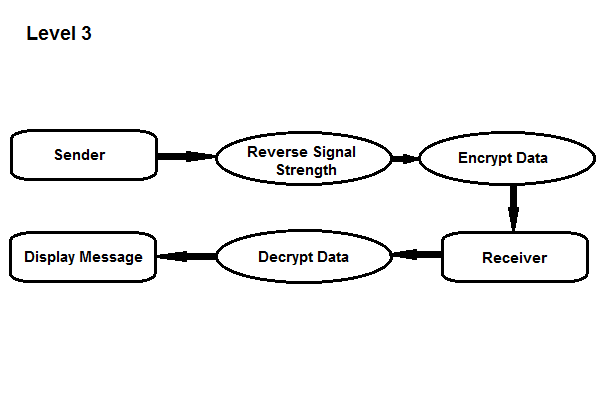 Level 3
Sender
Reverse Signal
Strength
Encrypt Data
Display Message
Decrypt Data
Receiver